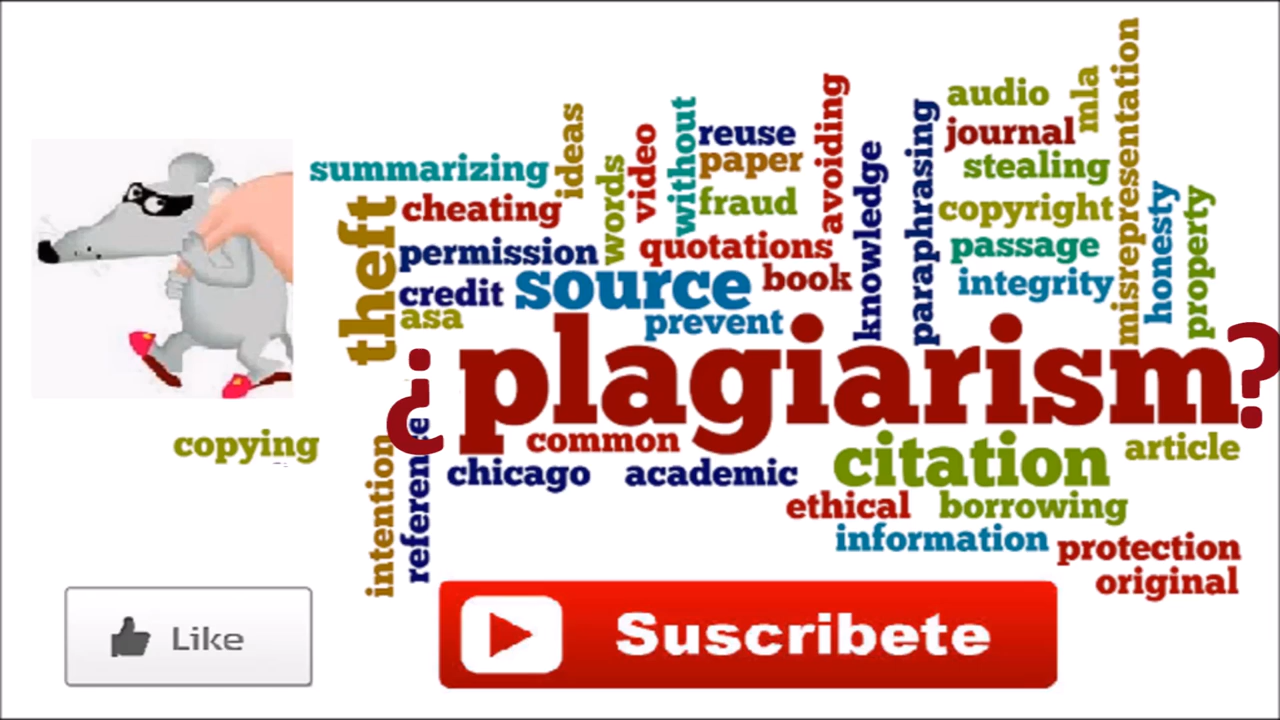 misrepresentation
audio
mla
ideas
video
without
reuse
avoiding
knowledge
paraphrasing
journal
summarizing
words
paper
stealing
theft
cheating
fraud
copyright
honesty
property
permission
quotations
passage
credit
source
book
integrity
asa
prevent
¿plagiarism?
copying
intention
reference
common
citation
article
chicago
academic
ethical
borrowing
information
protection
original
Like
Suscribete